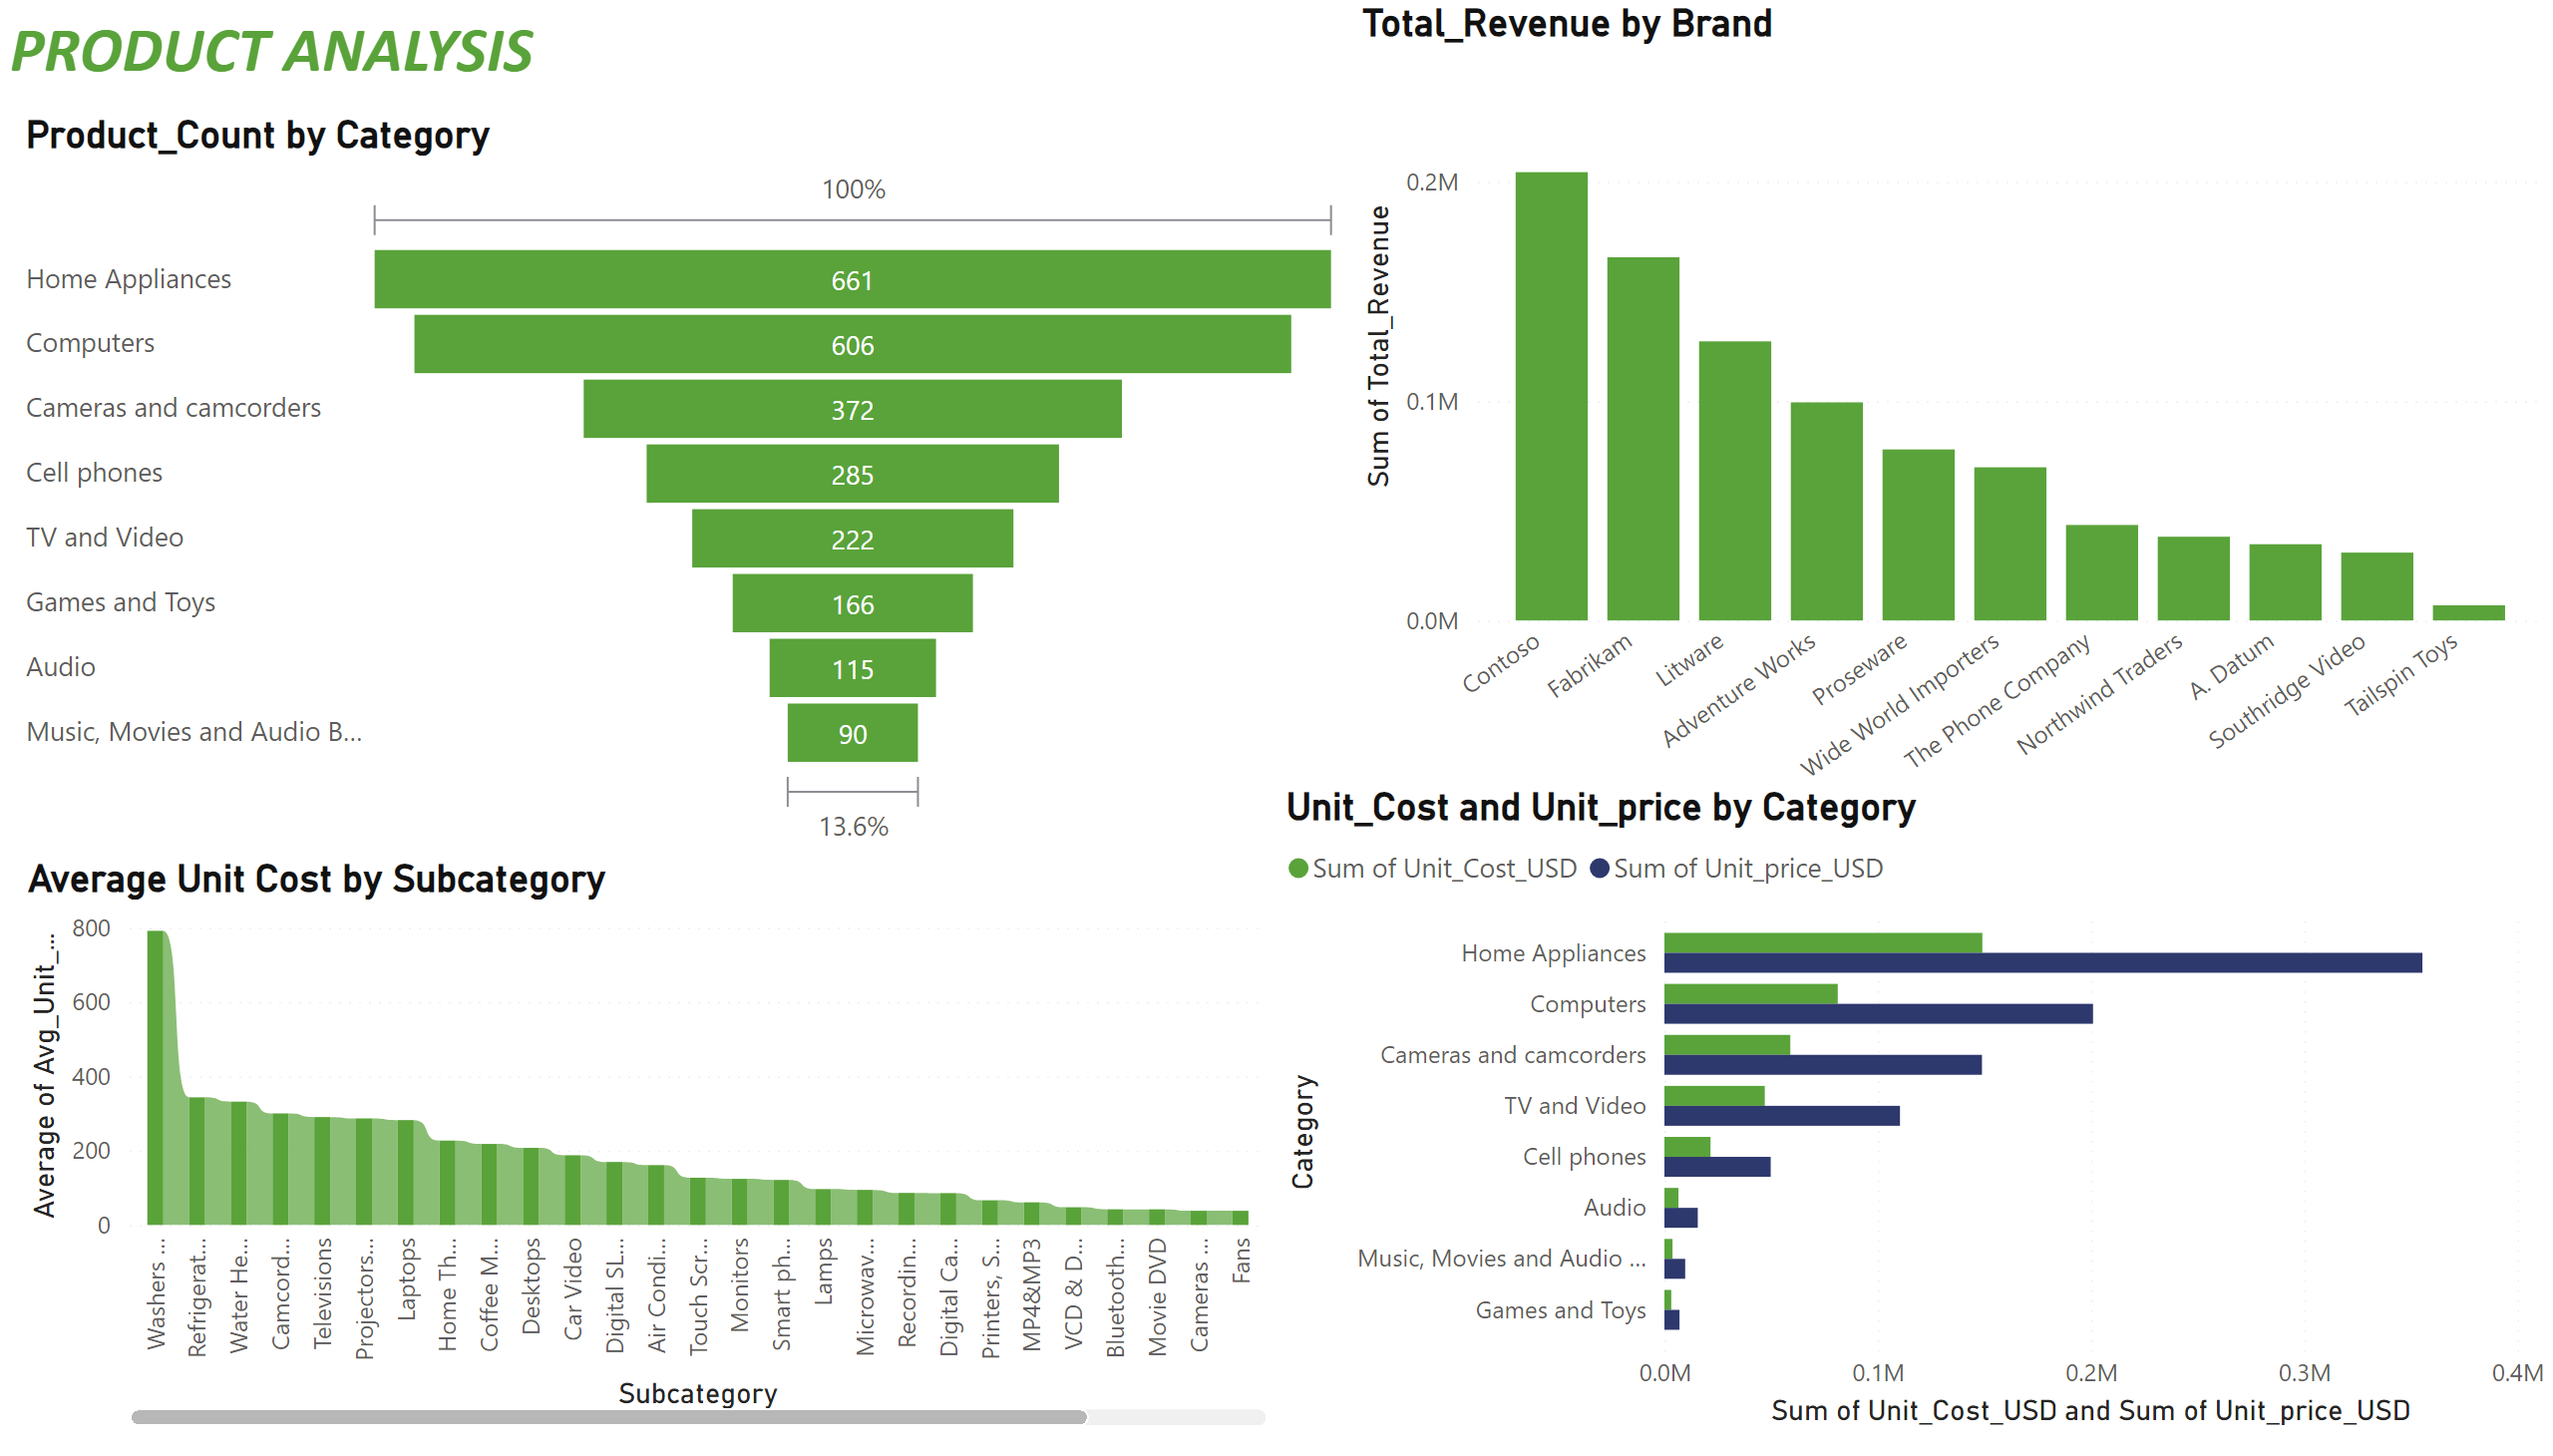 PRODUCT ANALYSIS
Product_Count by Category
100%
Home Appliances
661
Computers
606
Cameras and camcorders
372
Cell phones
285
TV and Video
222
Games and Toys
166
Audio
115
Music, Movies and Audio B...
90
13.6%
Total_Revenue by Brand
Sum of Total_Revenue
0.2M
0.1M
0.0M
Contoso
Fabrikam
Litware
Adventure Works
Proseware
Wide World Importers
The Phone Company
Northwind Traders
A. Datum
Southridge Video
Tailspin Toys
Average Unit Cost by Subcategory
Average of Avg_Unit_...
800
600
400
200
0
Washers ...
Refrigerat...
Water He...
Camcord...
Televisions
Projectors...
Laptops
Home Th...
Coffee M...
Desktops
Car Video
Digital SL...
Air Condi...
Touch Scr...
Monitors
Smart ph...
Lamps
Microwav...
Recordin...
Digital Ca...
Printers, S...
MP4&MP3
VCD & D...
Bluetooth...
Movie DVD
Cameras ...
Fans
Subcategory
Unit_Cost and Unit_price by Category
Sum of Unit_Cost_USD Sum of Unit_price_USD
Category
Home Appliances
Computers
Cameras and camcorders
TV and Video
Cell phones
Audio
Music, Movies and Audio ...
Games and Toys
0.0M 0.1M 0.2M 0.3M 0.4M
Sum of Unit_Cost_USD and Sum of Unit_price_USD